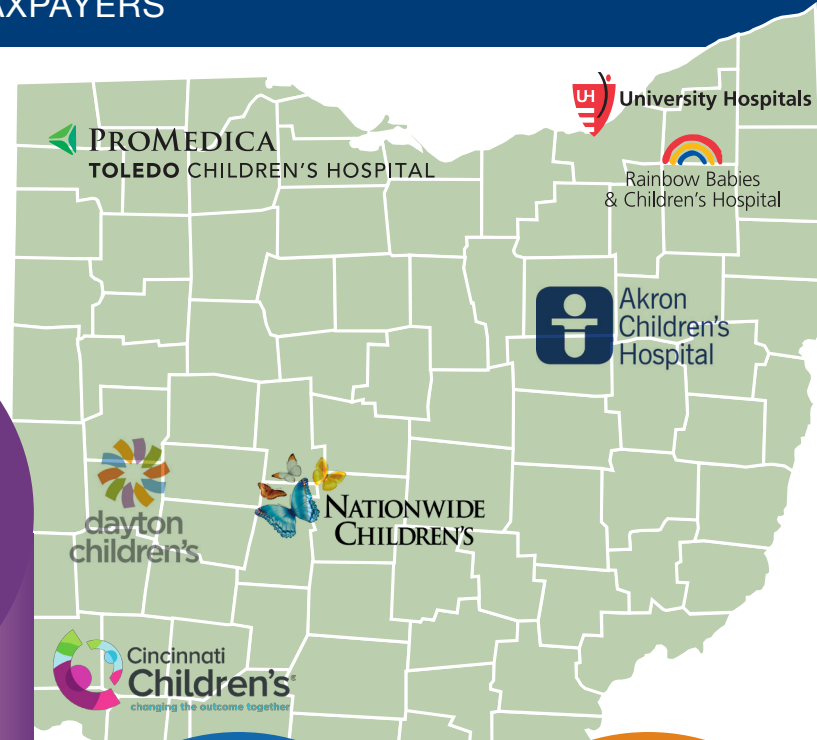 AXPAYERS
UH University Hospitals
Rainbow Babies
& Children's Hospital
PROMEDICA
TOLEDO CHILDREN'S HOSPITAL
Akron
Children's
Hospital
dayton
children's
NATIONWIDE
CHILDREN'S
Cincinnati
Children's®
changing the outcome together